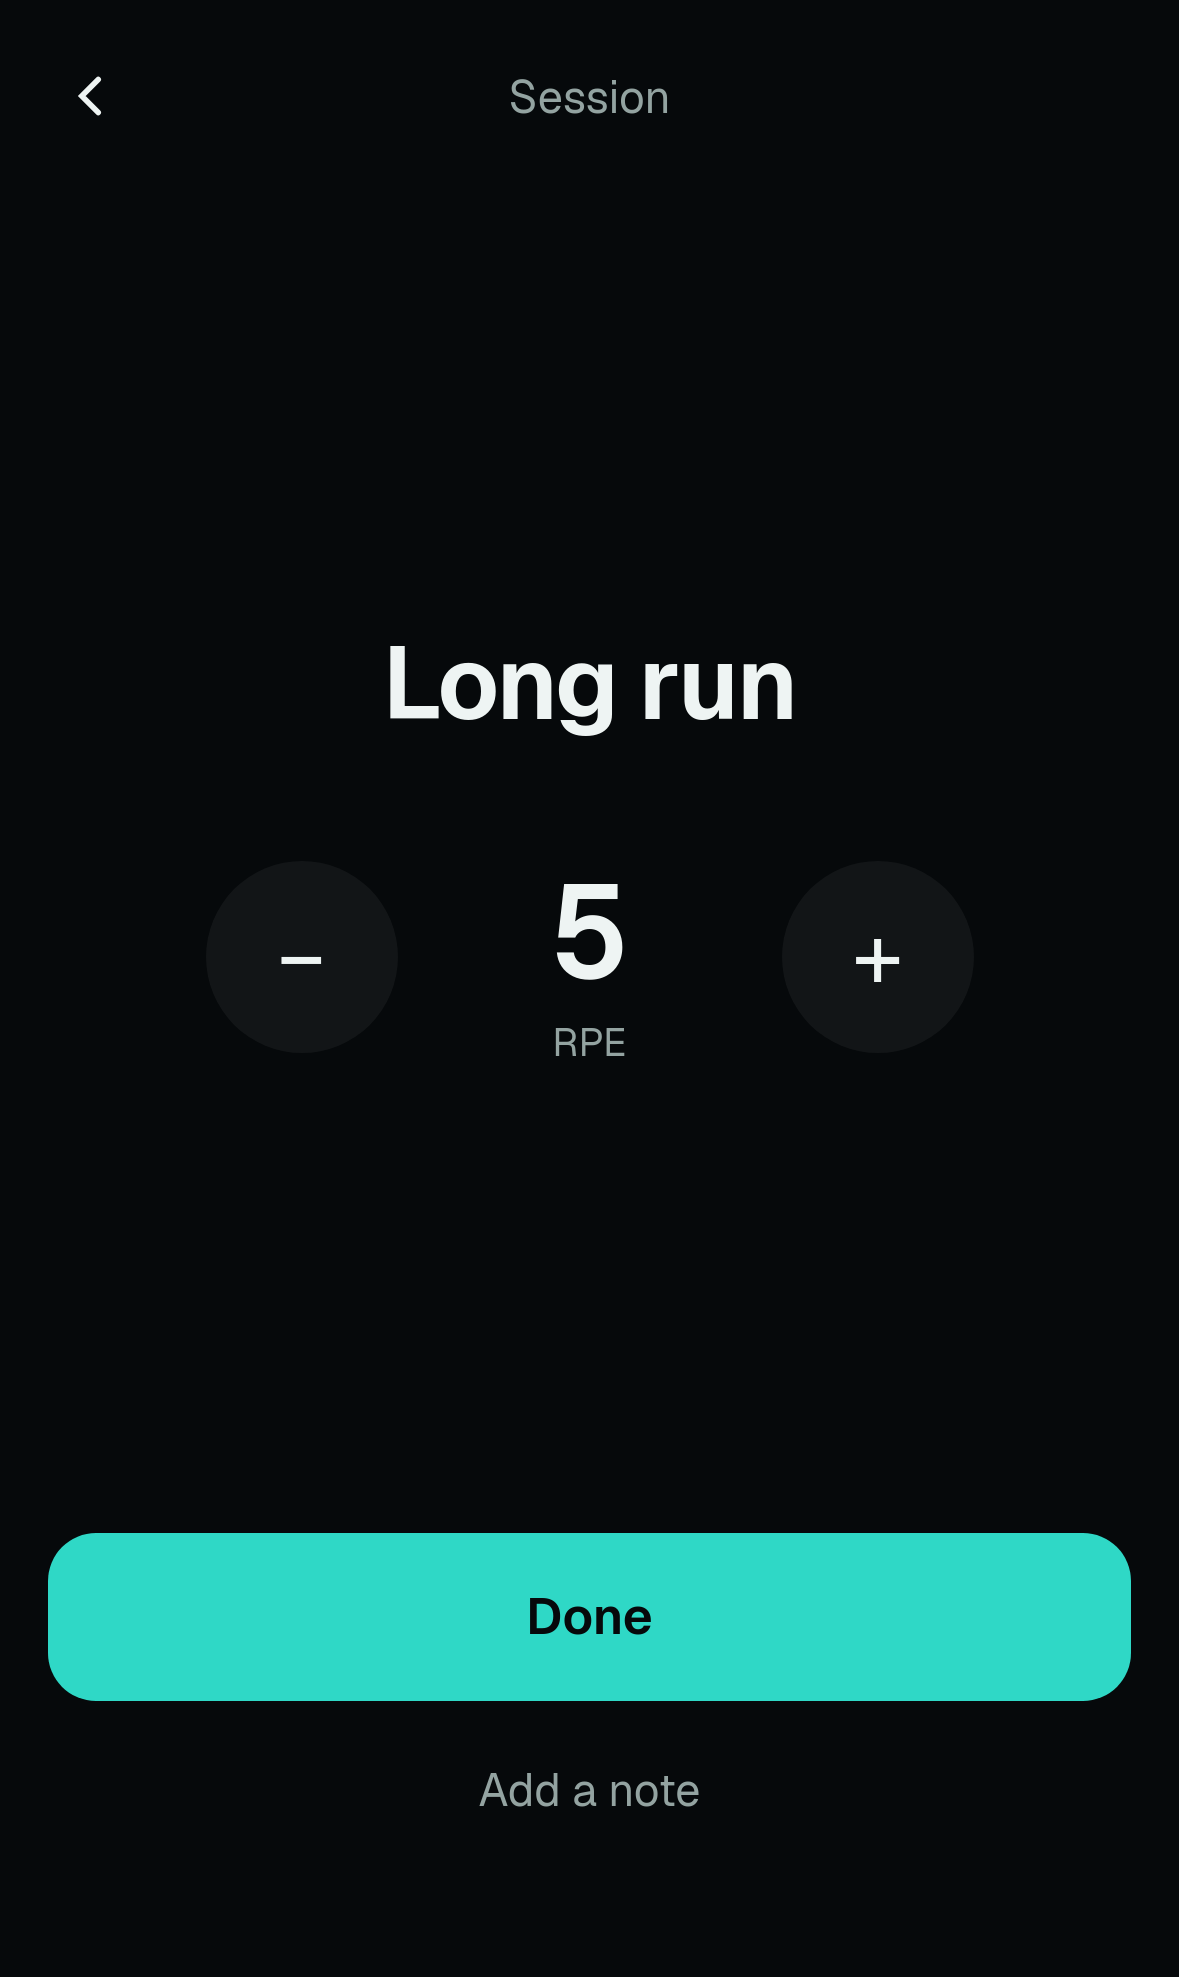 Session
Long run
− 5 +
RPE
Done
Add a note